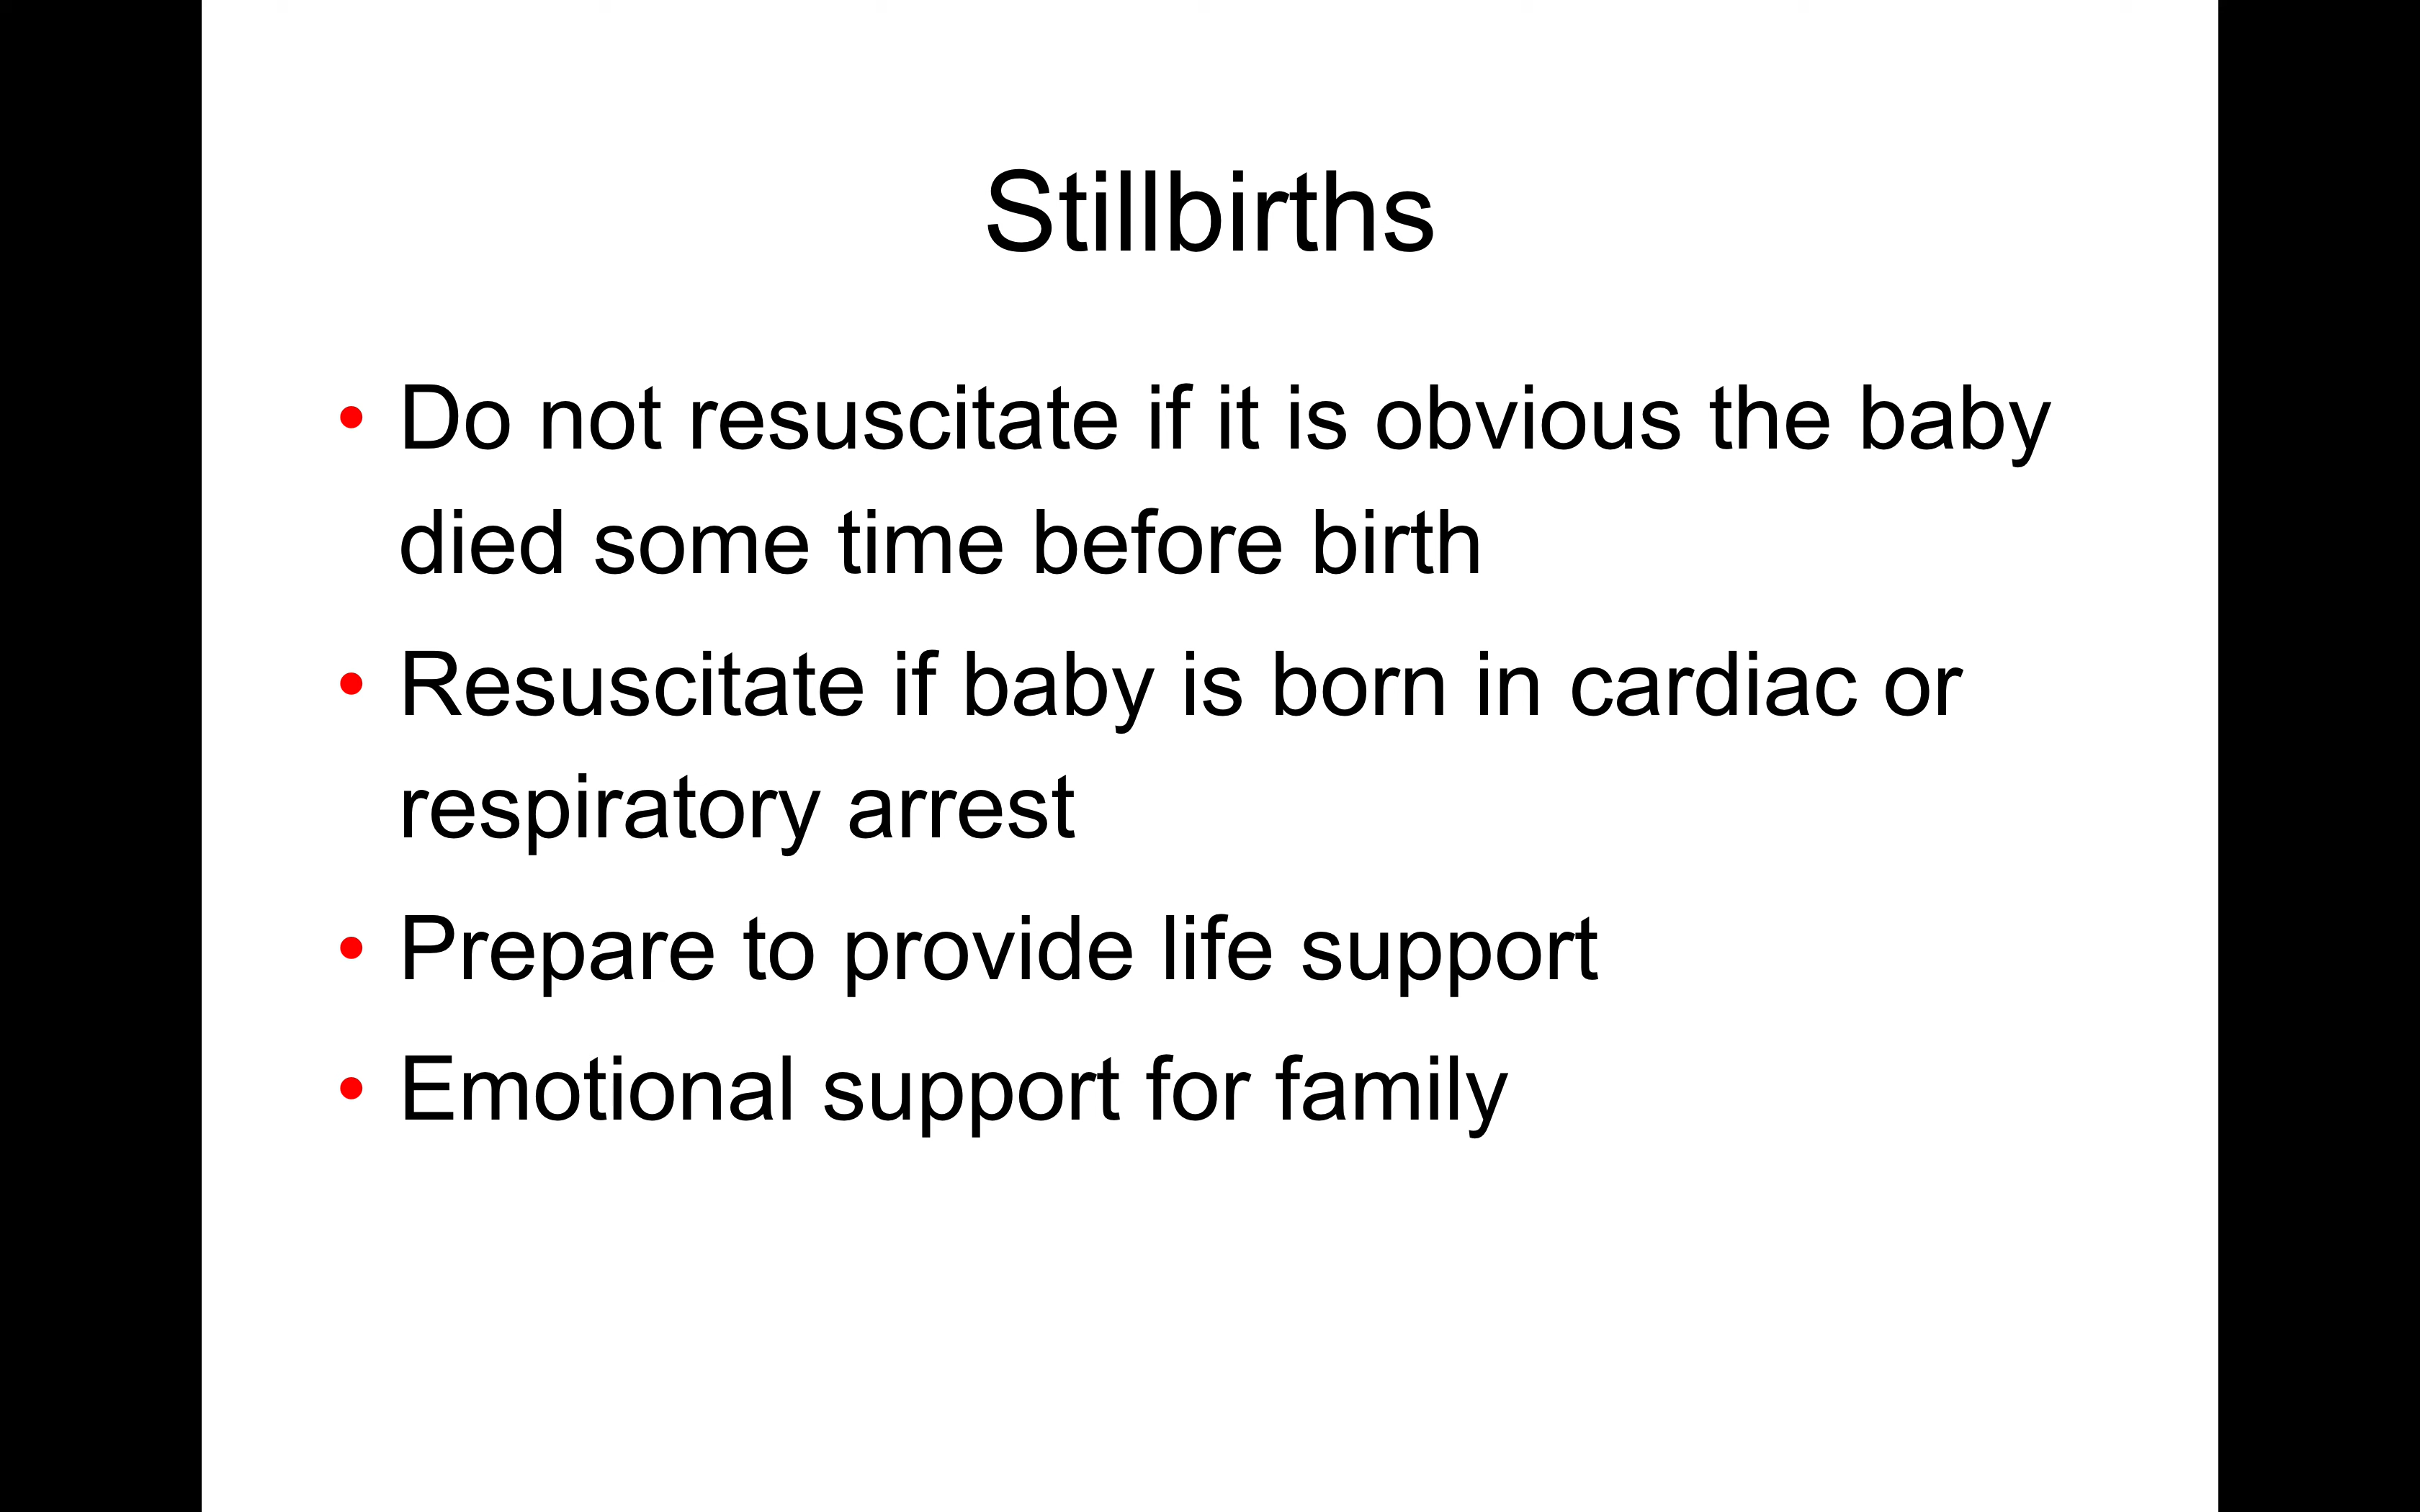 Stillbirths
• Do not resuscitate if it is obvious the baby
died some time before birth
• Resuscitate if baby is born in cardiac or
respiratory arrest
• Prepare to provide life support
• Emotional support for family